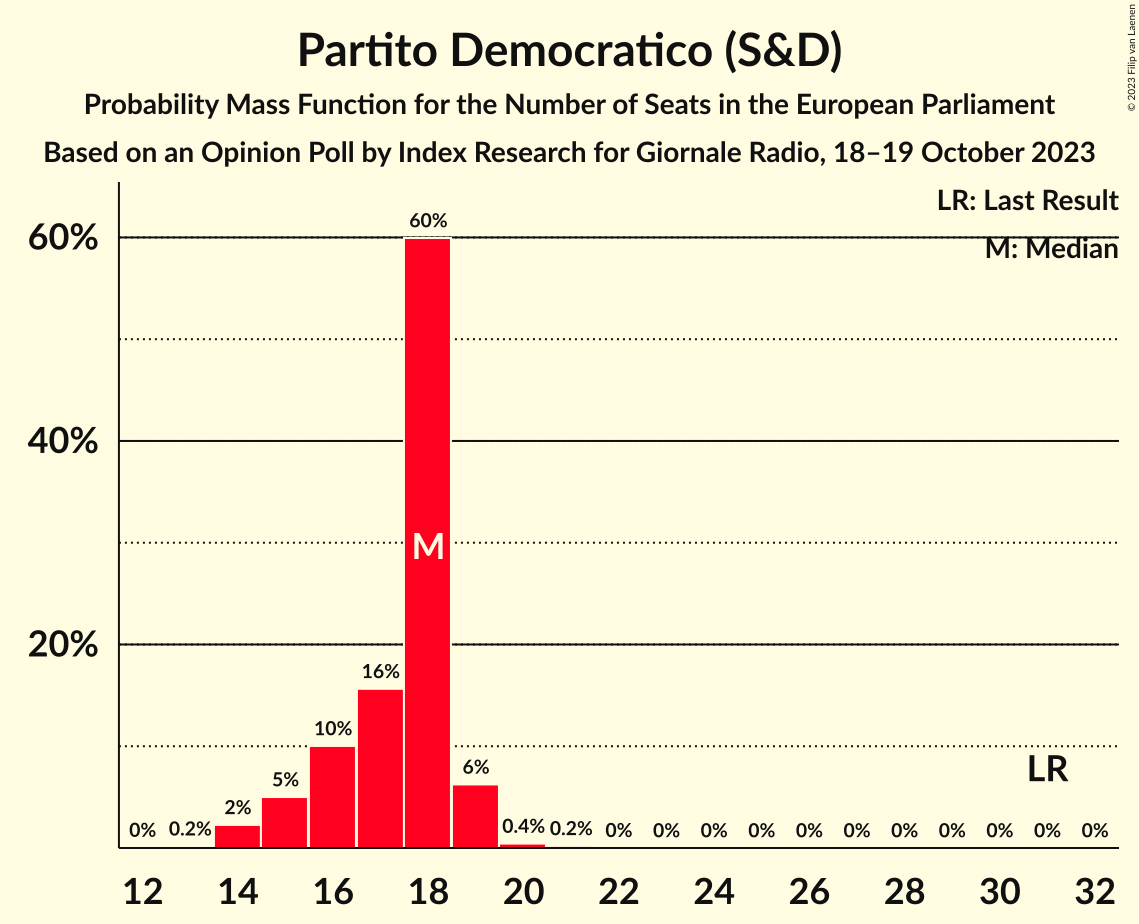 Partito Democratico (S&D)
Probability Mass Function for the Number of Seats in the European Parliament
Based on an Opinion Poll by Index Research for Giornale Radio, 18–19 October 2023
© 2023 Filip van Laenen
LR: Last Result
M: Median
60%
40%
20%
0% 0.2% 2% 5% 10% 16% 60% 6% 0.4% 0.2% 0% 0% 0% 0% 0% 0% 0% 0% 0% 0% 0%
M
LR
12 14 16 18 20 22 24 26 28 30 32